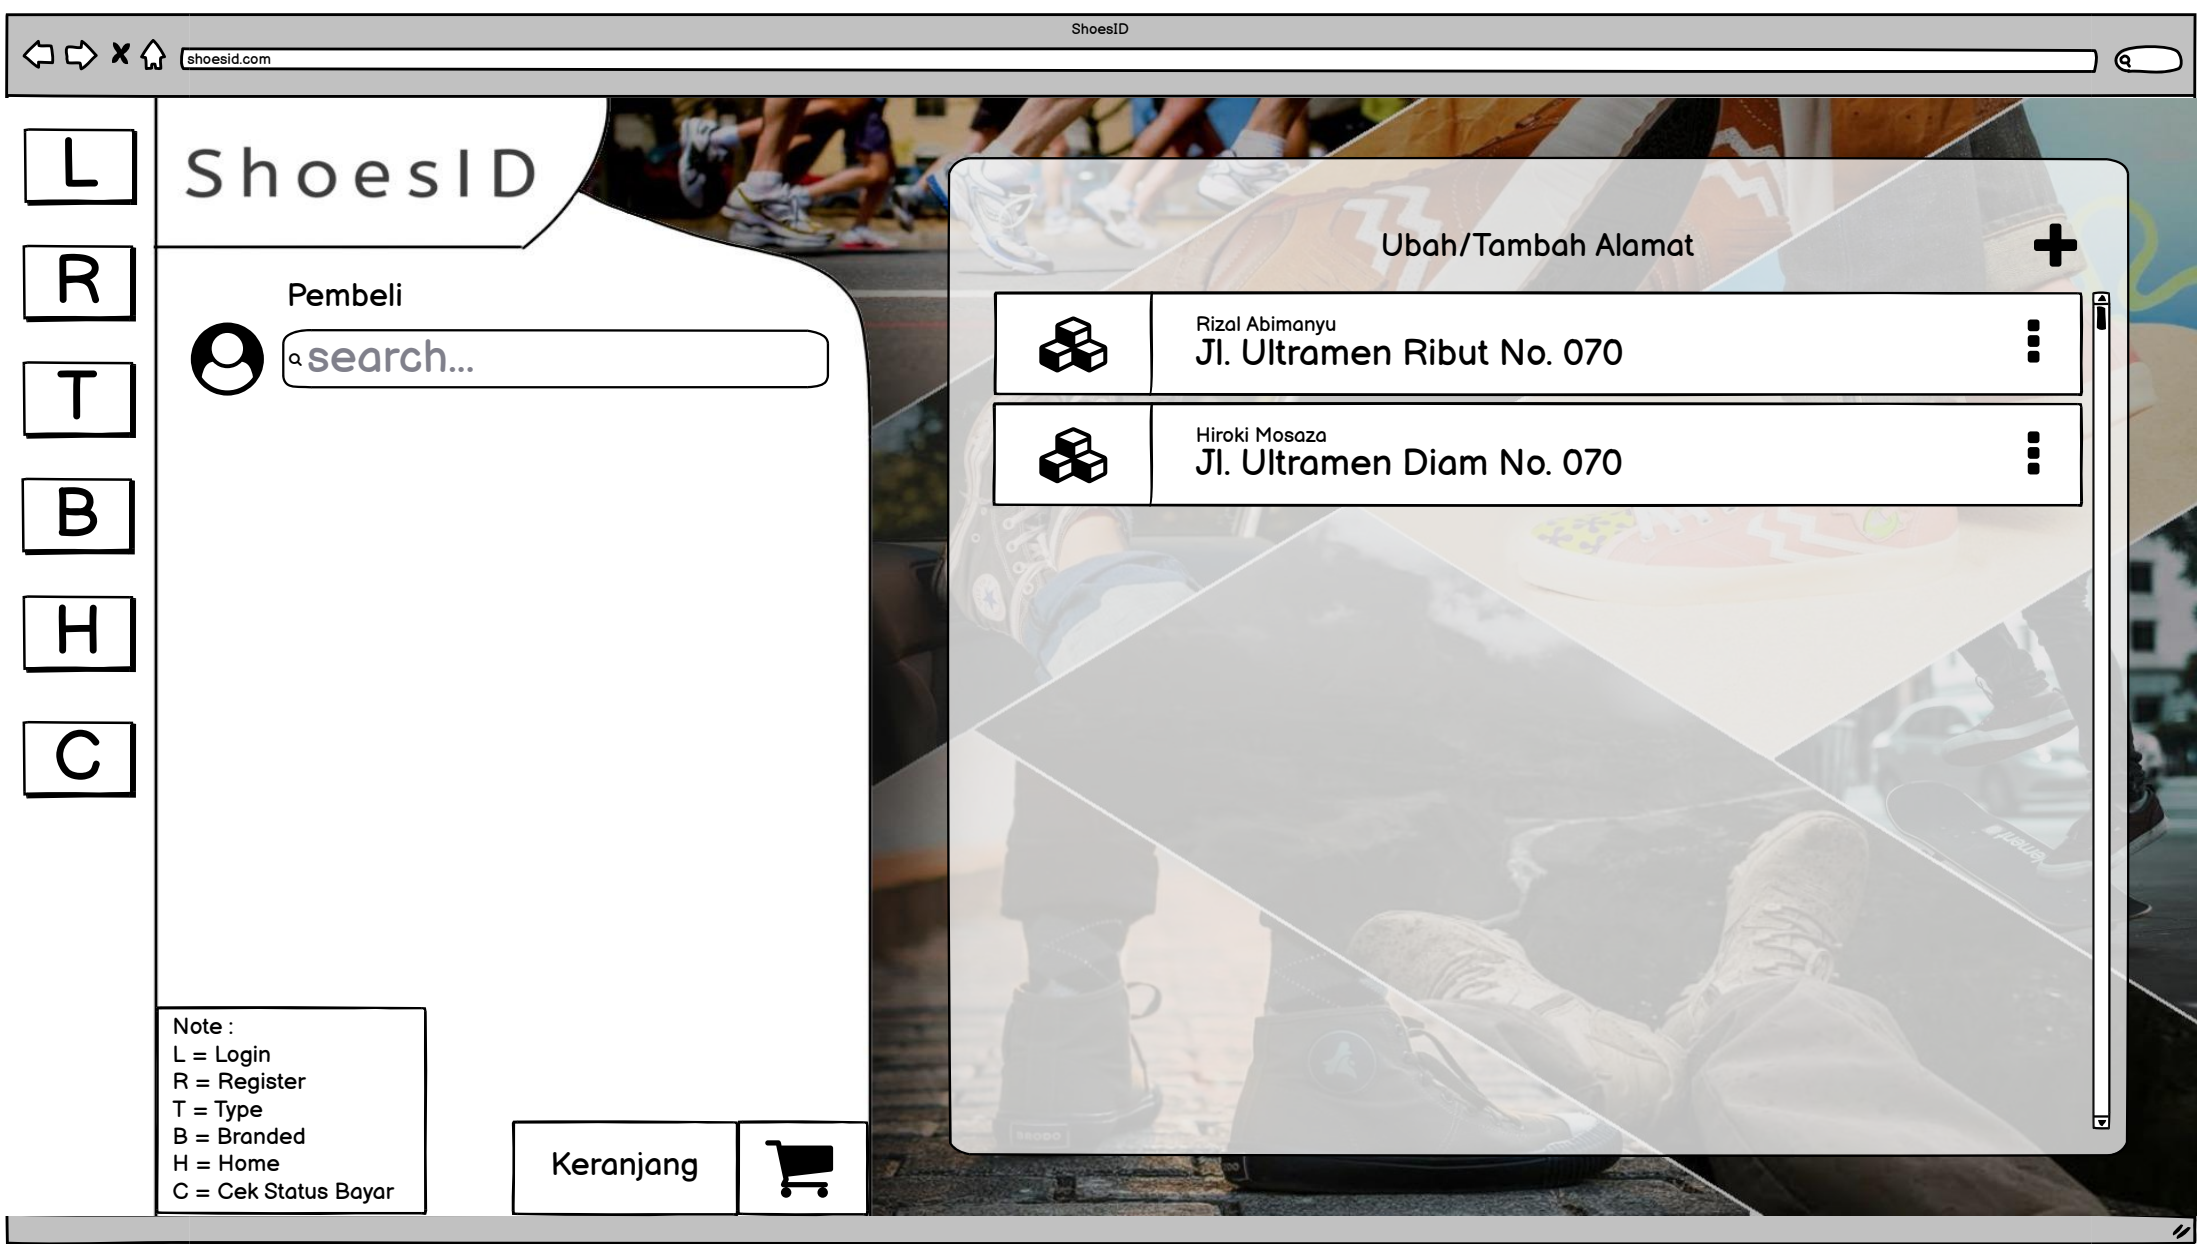 ShoesID
shoesid.com
L
R
T
B
H
C
ShoesID
Pembeli
search...
Note :
L = Login
R = Register
T = Type
B = Branded
H = Home
C = Cek Status Bayar
Keranjang
Ubah/Tambah Alamat
Rizal Abimanyu
Jl. Ultramen Ribut No. 070
Hiroki Mosaza
Jl. Ultramen Diam No. 070
BRODO